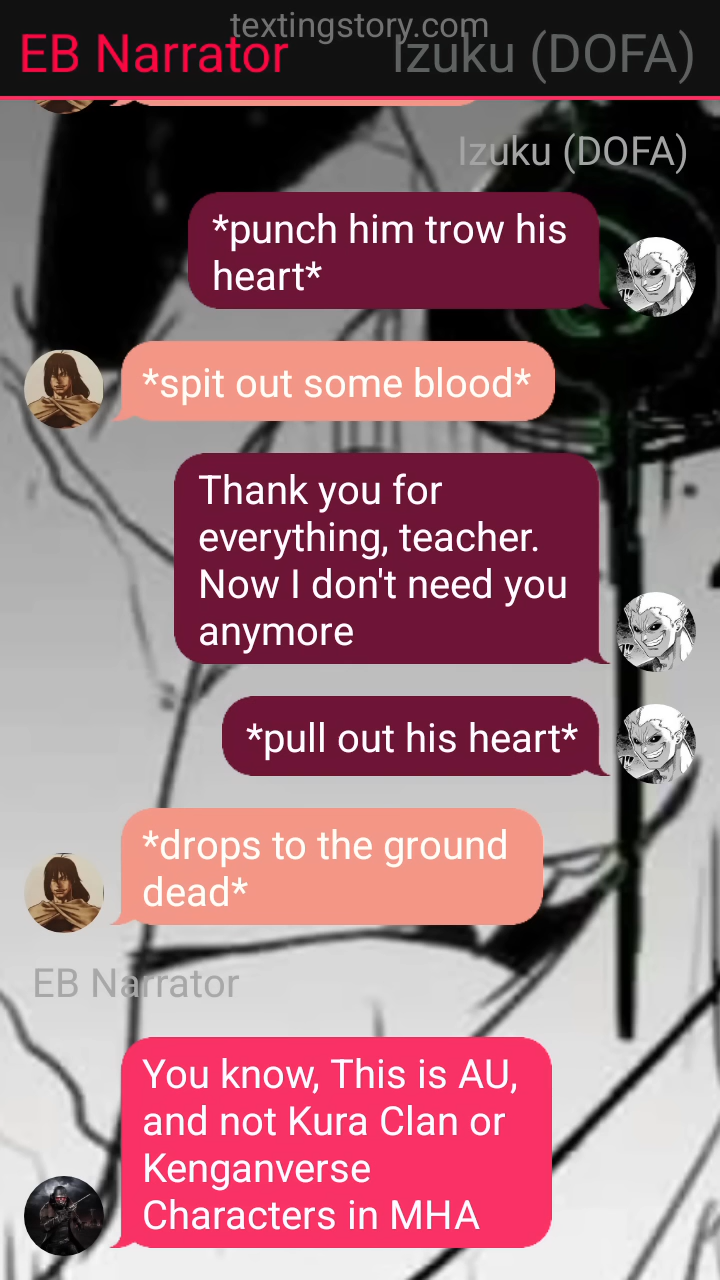 textingstory.com
EB Narrator
Izuku (DOFA)
Izuku (DOFA)
*punch him trow his
heart*
*spit out some blood*
Thank you for
everything, teacher.
Now I don't need you
anymore
*pull out his heart*
*drops to the ground
dead*
EB Narrator
You know, This is AU,
and not Kura Clan or
Kenganverse
Characters in MHA